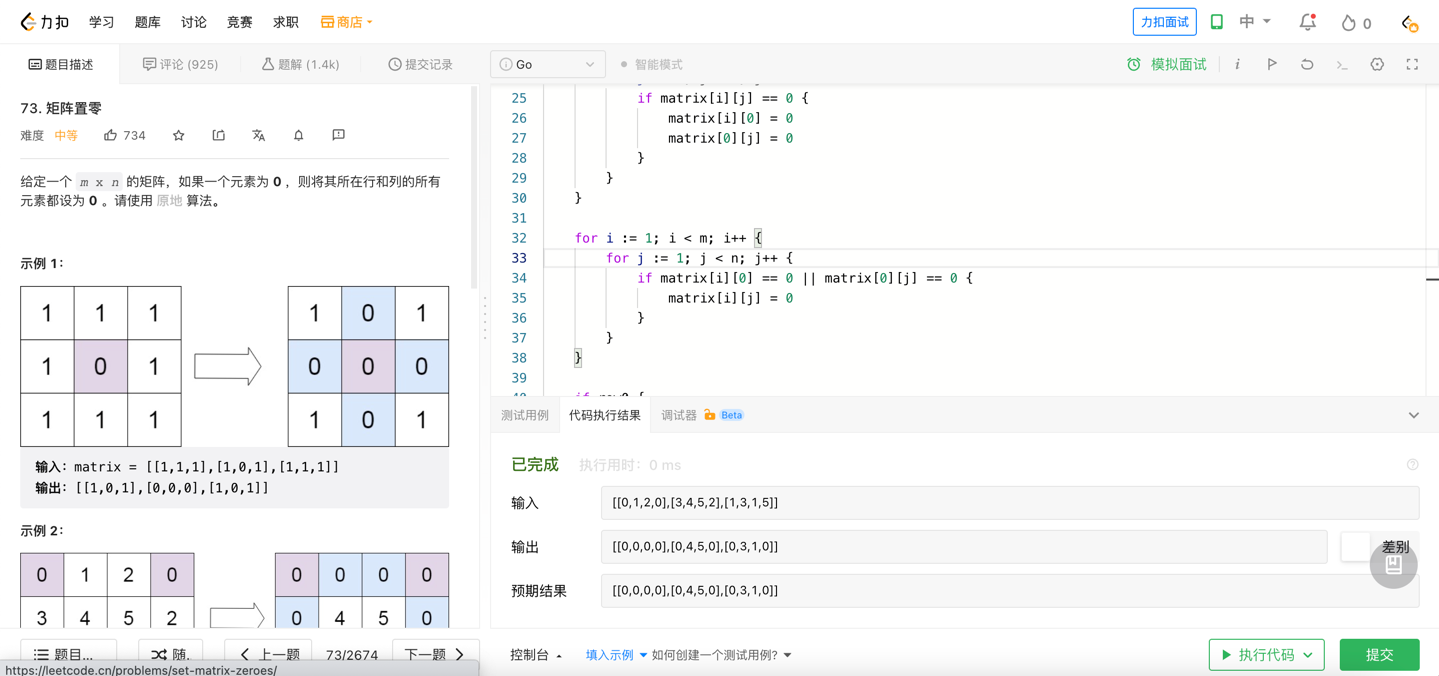 力扣 学习 题库 讨论 竞赛 求职 商店 力扣面试 中 0
题目描述 评论 (925) 题解 (1.4k) 提交记录
73. 矩阵置零
难度 中等 734
给定一个 m x n 的矩阵，如果一个元素为 0 ，则将其所在行和列的所有
元素都设为 0 。请使用 原地 算法。
示例 1：
1 1 1 1 0 1
1 0 1 0 0 0
1 1 1 1 0 1
输入：matrix = [[1,1,1],[1,0,1],[1,1,1]]
输出：[[1,0,1],[0,0,0],[1,0,1]]
示例 2：
0 1 2 0 0 0 0 0
3 4 5 2 0 4 5 0
题目... 随. 上一题 73/2674 下一题
https://leetcode.cn/problems/set-matrix-zeroes/
Go 智能模式 模拟面试
25 if matrix[i][j] == 0 {
26 matrix[i][0] = 0
27 matrix[0][j] = 0
28 }
29 }
30 }
31
32 for i := 1; i < m; i++ {
33 for j := 1; j < n; j++ {
34 if matrix[i][0] == 0 || matrix[0][j] == 0 {
35 matrix[i][j] = 0
36 }
37 }
38 }
39
测试用例 代码执行结果 调试器 Beta
已完成 执行用时：0 ms
输入 [[0,1,2,0],[3,4,5,2],[1,3,1,5]]
输出 [[0,0,0,0],[0,4,5,0],[0,3,1,0]] 差别
预期结果 [[0,0,0,0],[0,4,5,0],[0,3,1,0]]
控制台 填入示例 如何创建一个测试用例? 执行代码 提交